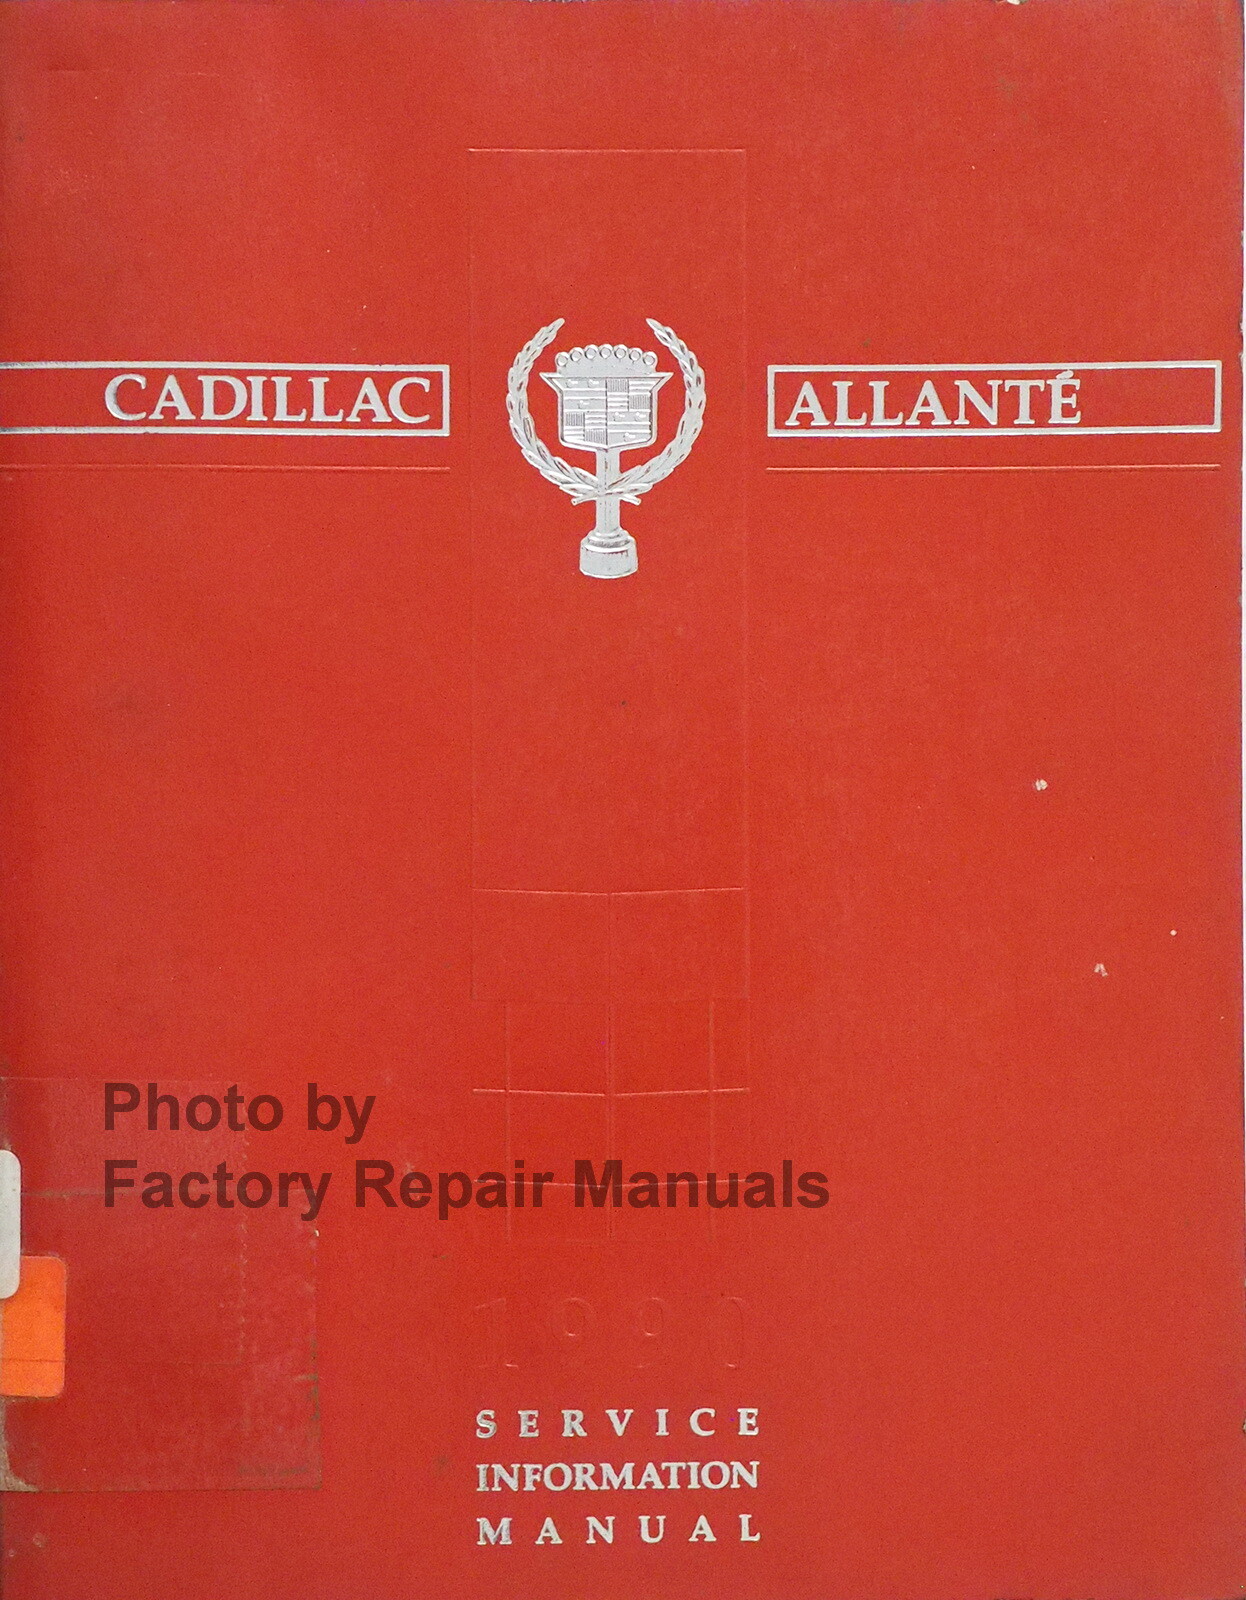 CADILLAC
ALLANTÉ
Photo by
Factory Repair Manuals
1990
SERVICE
INFORMATION
MANUAL